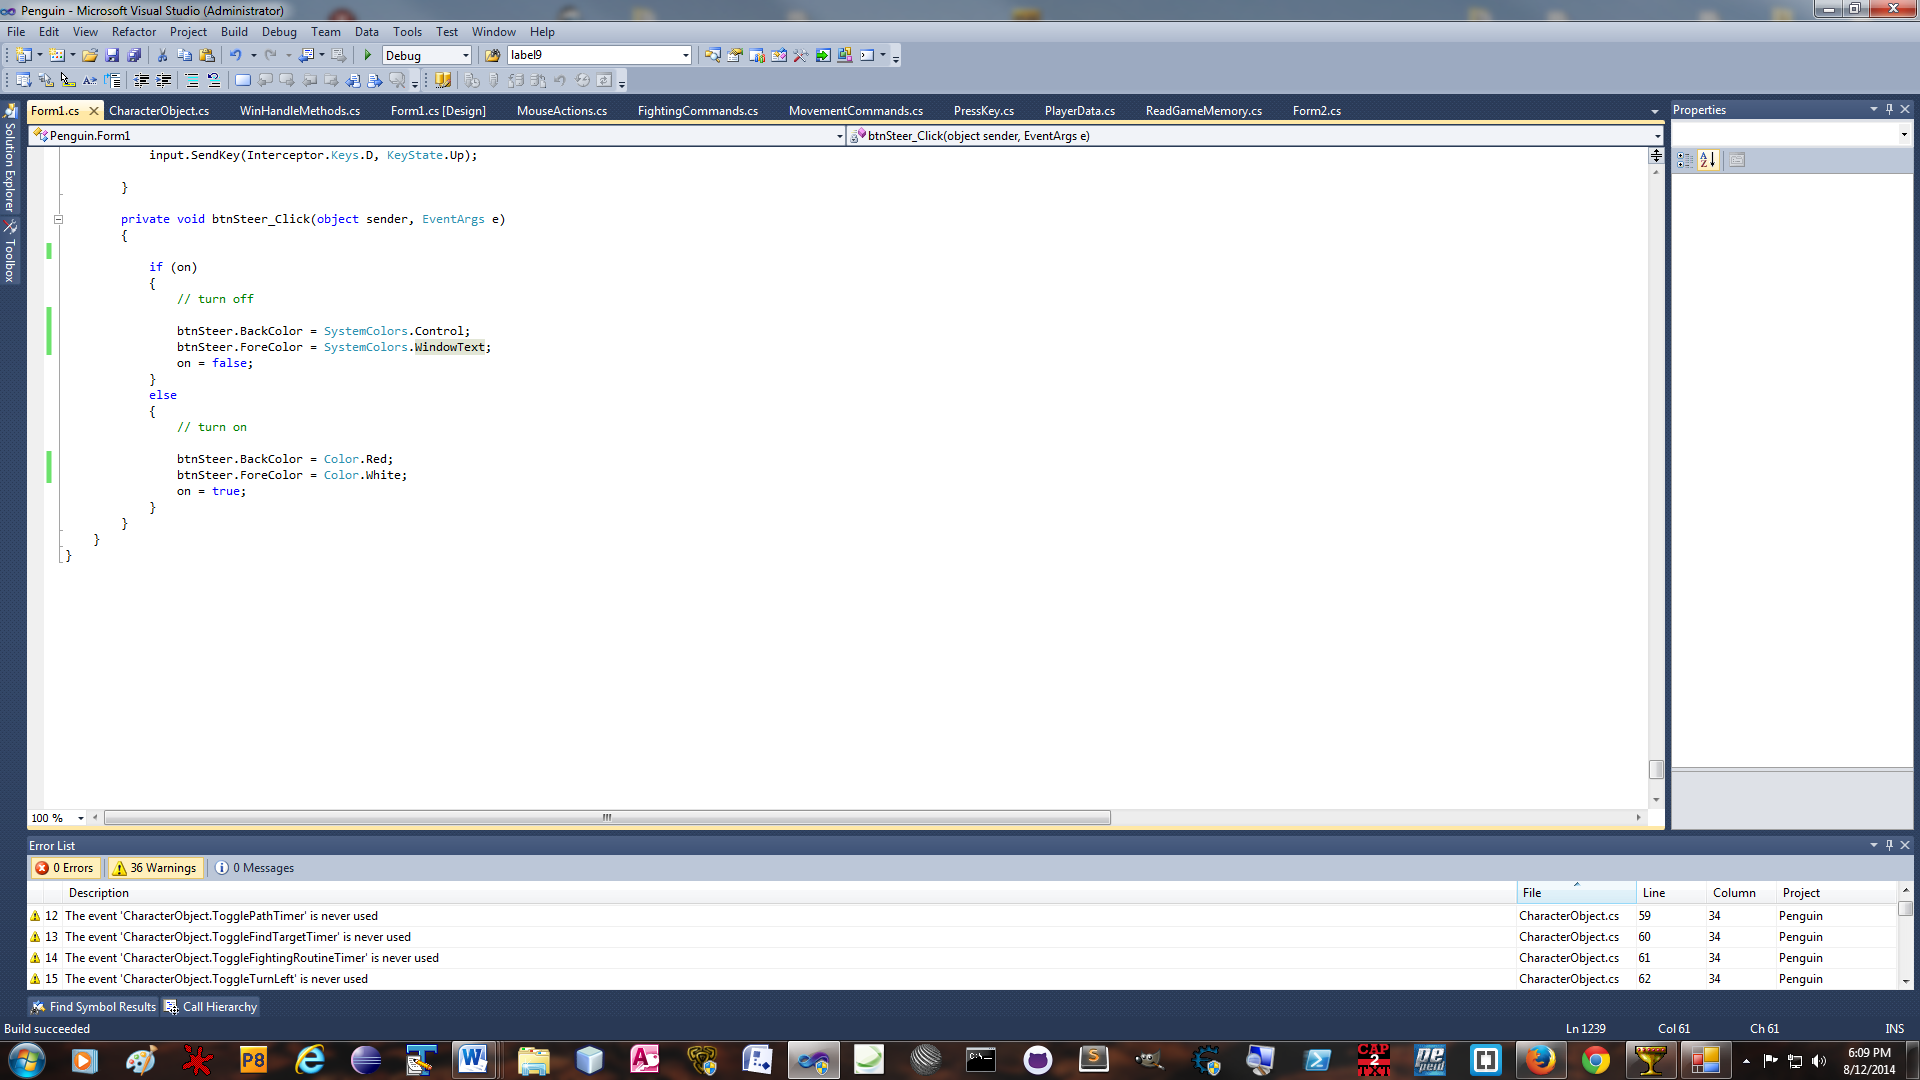 Penguin - Microsoft Visual Studio (Administrator)
File Edit View Refactor Project Build Debug Team Data Tools Test Window Help
Debug label9
Form1.cs CharacterObject.cs WinHandleMethods.cs Form1.cs [Design] MouseActions.cs FightingCommands.cs MovementCommands.cs PressKey.cs PlayerData.cs ReadGameMemory.cs Form2.cs
Properties
Solution Explorer
Toolbox
Penguin.Form1 btnSteer_Click(object sender, EventArgs e)
input.SendKey(Interceptor.Keys.D, KeyState.Up);
}
private void btnSteer_Click(object sender, EventArgs e)
{
if (on)
{
// turn off
btnSteer.BackColor = SystemColors.Control;
btnSteer.ForeColor = SystemColors.WindowText;
on = false;
}
else
{
// turn on
btnSteer.BackColor = Color.Red;
btnSteer.ForeColor = Color.White;
on = true;
}
}
}
}
100 %
Error List
0 Errors 36 Warnings 0 Messages
Description File Line Column Project
12 The event 'CharacterObject.TogglePathTimer' is never used CharacterObject.cs 59 34 Penguin
13 The event 'CharacterObject.ToggleFindTargetTimer' is never used CharacterObject.cs 60 34 Penguin
14 The event 'CharacterObject.ToggleFightingRoutineTimer' is never used CharacterObject.cs 61 34 Penguin
15 The event 'CharacterObject.ToggleTurnLeft' is never used CharacterObject.cs 62 34 Penguin
Find Symbol Results Call Hierarchy
Build succeeded Ln 1239 Col 61 Ch 61 INS
P8
CAP 2 TXT
6:09 PM
8/12/2014